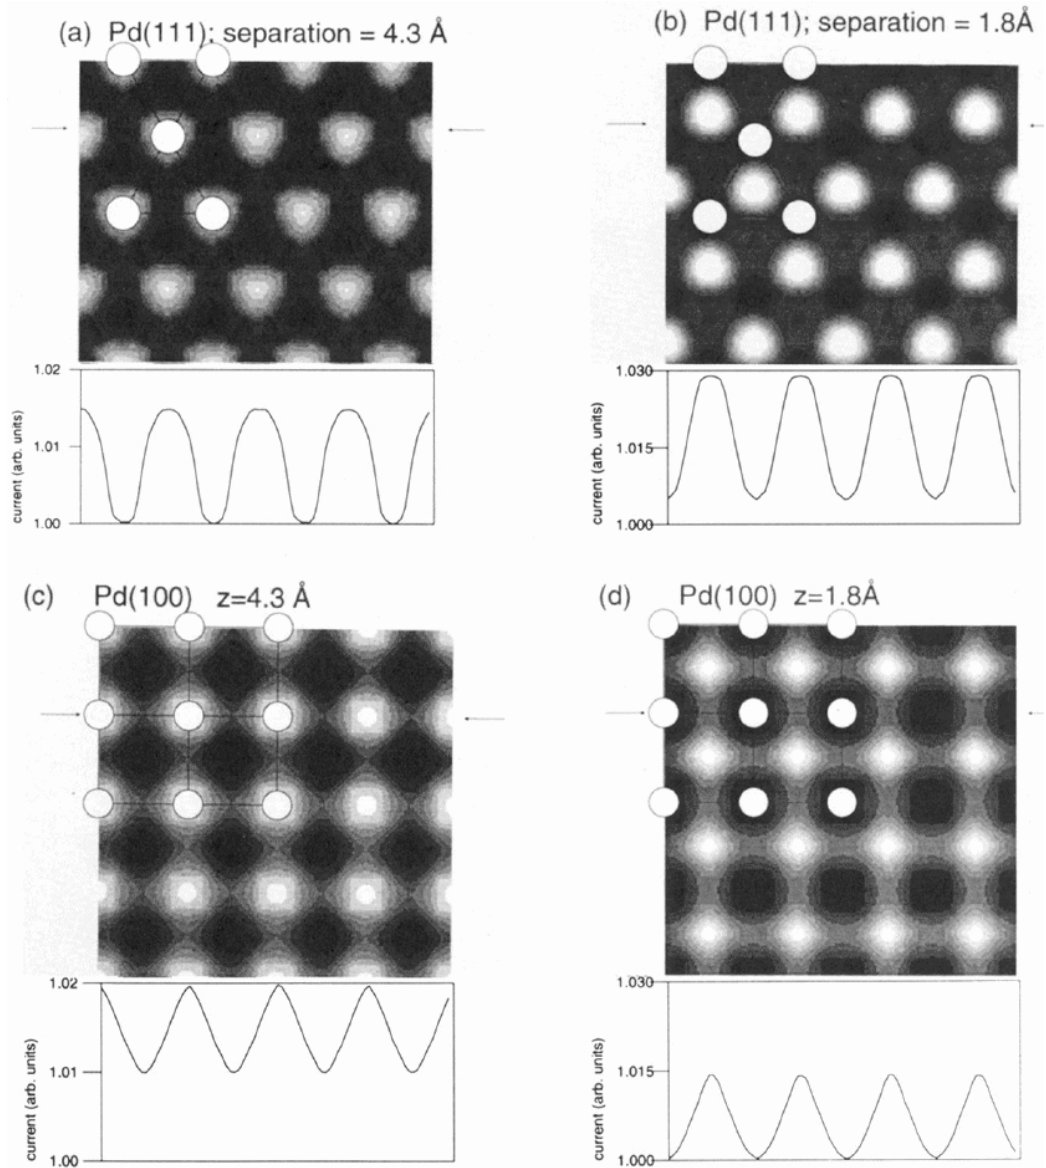 (a) Pd(111); separation = 4.3 Å
(b) Pd(111); separation = 1.8Å
1.02
1.01
1.00
current (arb. units)
1.030
1.015
1.000
current (arb. units)
(c) Pd(100) z=4.3 Å
(d) Pd(100) z=1.8Å
1.02
1.01
1.00
current (arb. units)
1.030
1.015
1.000
current (arb. units)